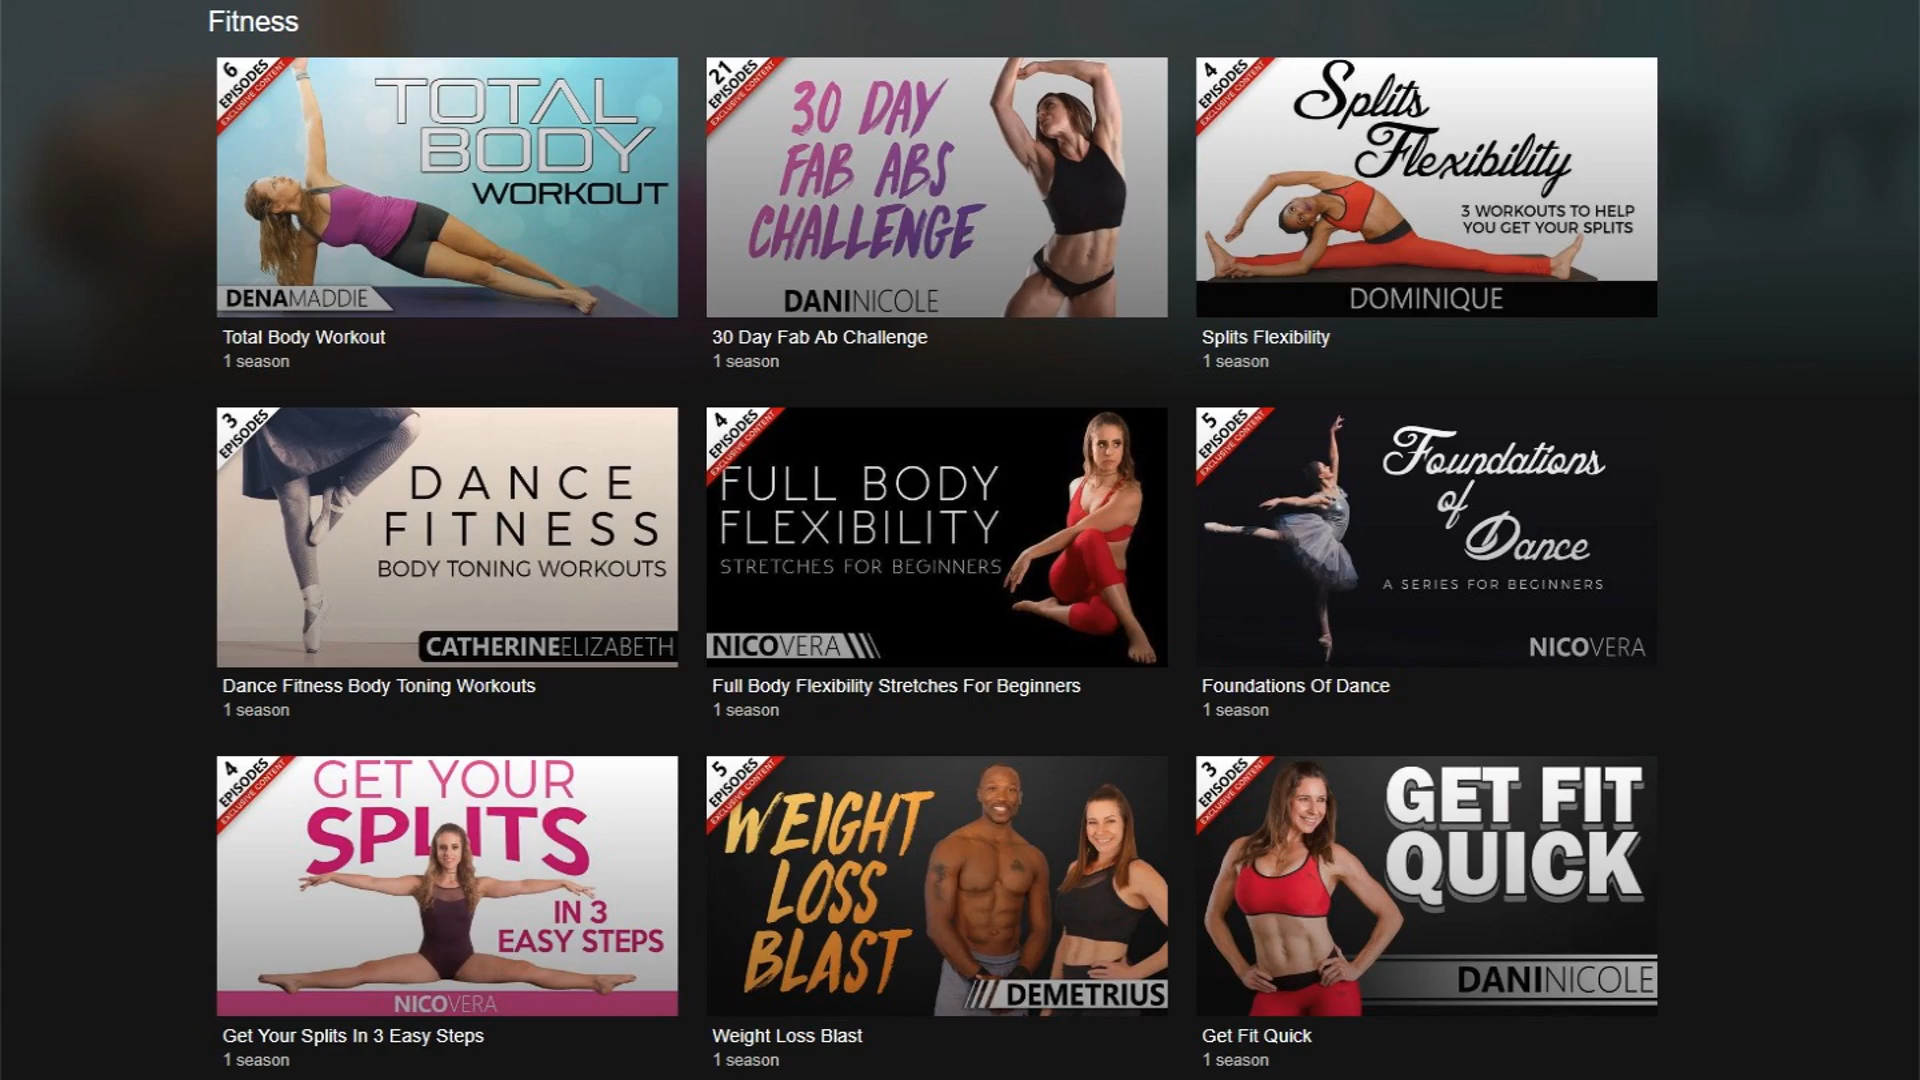 Fitness
6
EPISODES
EXCLUSIVE CONTENT
TOTAL
BODY
WORKOUT
DENAMADDIE
Total Body Workout
1 season
21
EPISODES
EXCLUSIVE CONTENT
30 DAY
FAB ABS
CHALLENGE
DANINICOLE
30 Day Fab Ab Challenge
1 season
4
EPISODES
EXCLUSIVE CONTENT
Splits
Flexibility
3 WORKOUTS TO HELP
YOU GET YOUR SPLITS
DOMINIQUE
Splits Flexibility
1 season
3
EPISODES
DANCE
FITNESS
BODY TONING WORKOUTS
CATHERINEELIZABETH
Dance Fitness Body Toning Workouts
1 season
4
EPISODES
EXCLUSIVE CONTENT
FULL BODY
FLEXIBILITY
STRETCHES FOR BEGINNERS
NICOVERA
Full Body Flexibility Stretches For Beginners
1 season
5
EPISODES
EXCLUSIVE CONTENT
Foundations
of
Dance
A SERIES FOR BEGINNERS
NICOVERA
Foundations Of Dance
1 season
4
EPISODES
EXCLUSIVE CONTENT
GET YOUR
SPLITS
IN 3
EASY STEPS
NICOVERA
Get Your Splits In 3 Easy Steps
1 season
5
EPISODES
EXCLUSIVE CONTENT
WEIGHT
LOSS
BLAST
DEMETRIUS
Weight Loss Blast
1 season
3
EPISODES
EXCLUSIVE CONTENT
GET FIT
QUICK
DANINICOLE
Get Fit Quick
1 season